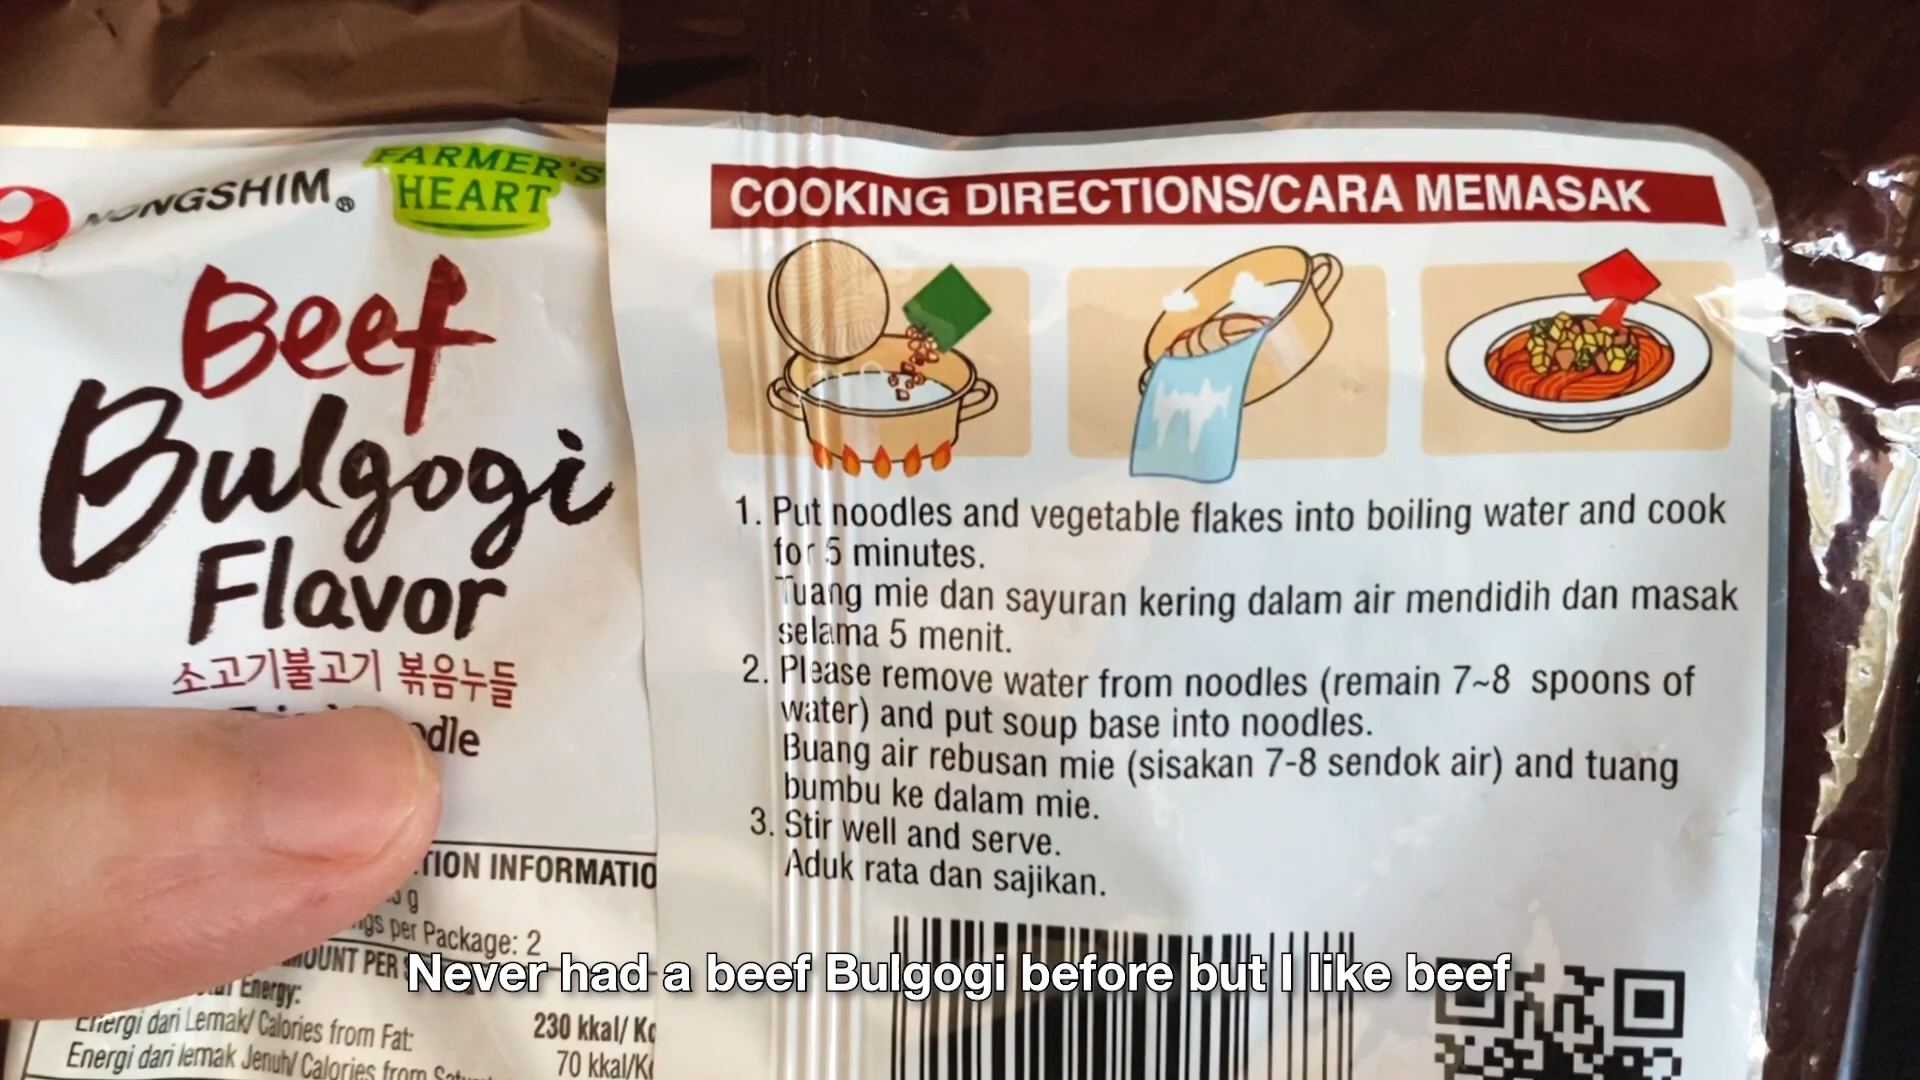 NONGSHIM®
FARMER'S
HEART
Beef
Bulgogi
Flavor
소고기불고기 볶음누들
COOKING DIRECTIONS/CARA MEMASAK
1. Put noodles and vegetable flakes into boiling water and cook
for 5 minutes.
Tuang mie dan sayuran kering dalam air mendidih dan masak
selama 5 menit.
2. Please remove water from noodles (remain 7~8 spoons of
water) and put soup base into noodles.
Buang air rebusan mie (sisakan 7-8 sendok air) and tuang
bumbu ke dalam mie.
3. Stir well and serve.
Aduk rata dan sajikan.
per Package: 2
PER
Energy:
Energi dari Lemak/ Calories from Fat: 230 kkal/
Energi dari lemak Jenuh/ Calories from 70 kkal/
Never had a beef Bulgogi before but I like beef